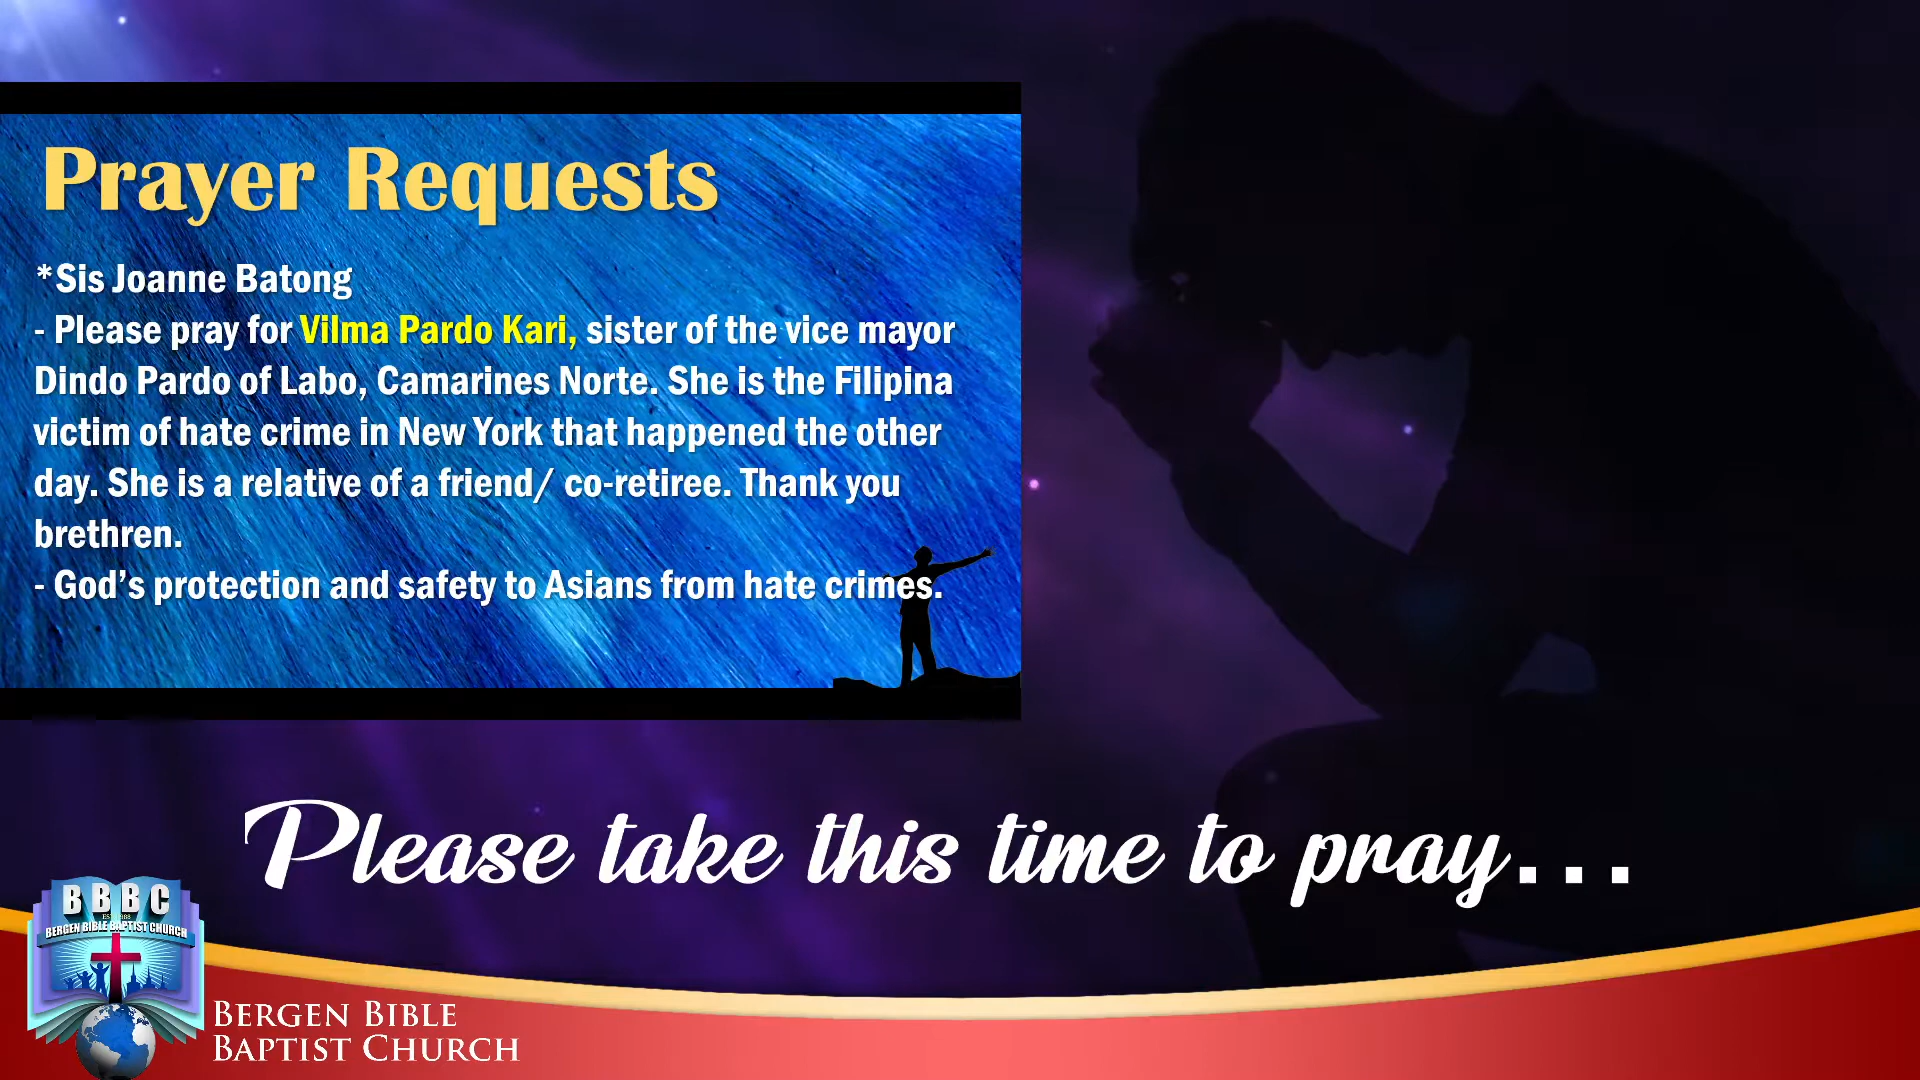 Prayer Requests
*Sis Joanne Batong
- Please pray for Vilma Pardo Kari, sister of the vice mayor
Dindo Pardo of Labo, Camarines Norte. She is the Filipina
victim of hate crime in New York that happened the other
day. She is a relative of a friend/ co-retiree. Thank you
brethren.
- God’s protection and safety to Asians from hate crimes.
Please take this time to pray...
B B B C
BERGEN BIBLE BAPTIST CHURCH
BERGEN BIBLE
BAPTIST CHURCH